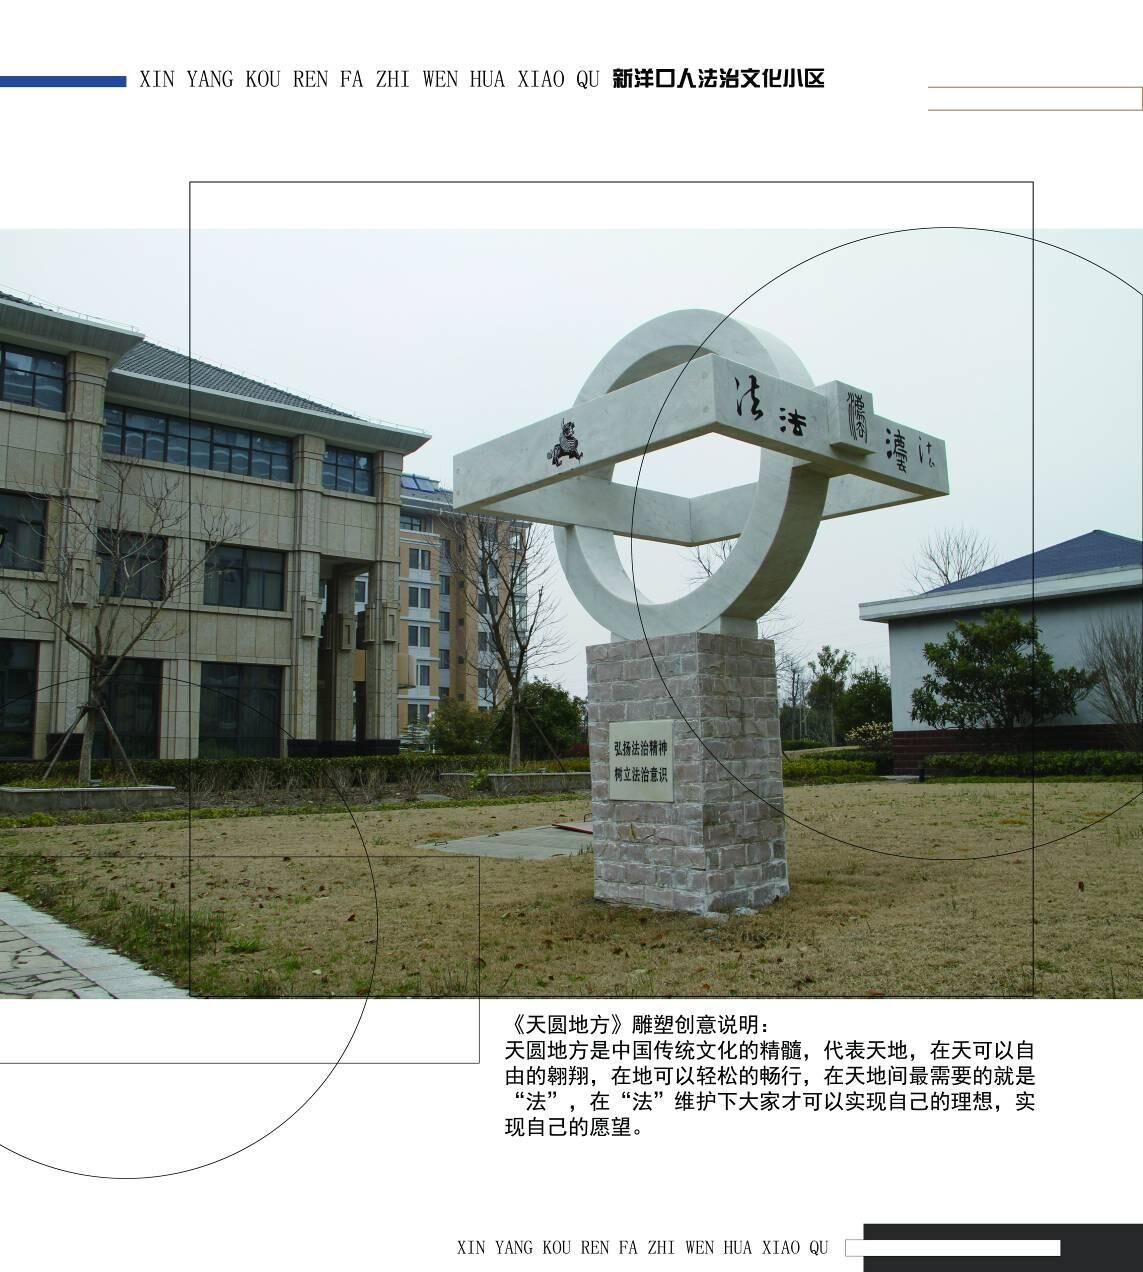 XIN YANG KOU REN FA ZHI WEN HUA XIAO QU 新洋口人法治文化小区
法 法 灋 灋 法
弘扬法治精神
树立法治意识
《天圆地方》雕塑创意说明：
天圆地方是中国传统文化的精髓，代表天地，在天可以自
由的翱翔，在地可以轻松的畅行，在天地间最需要的就是
“法”，在“法”维护下大家才可以实现自己的理想，实
现自己的愿望。
XIN YANG KOU REN FA ZHI WEN HUA XIAO QU